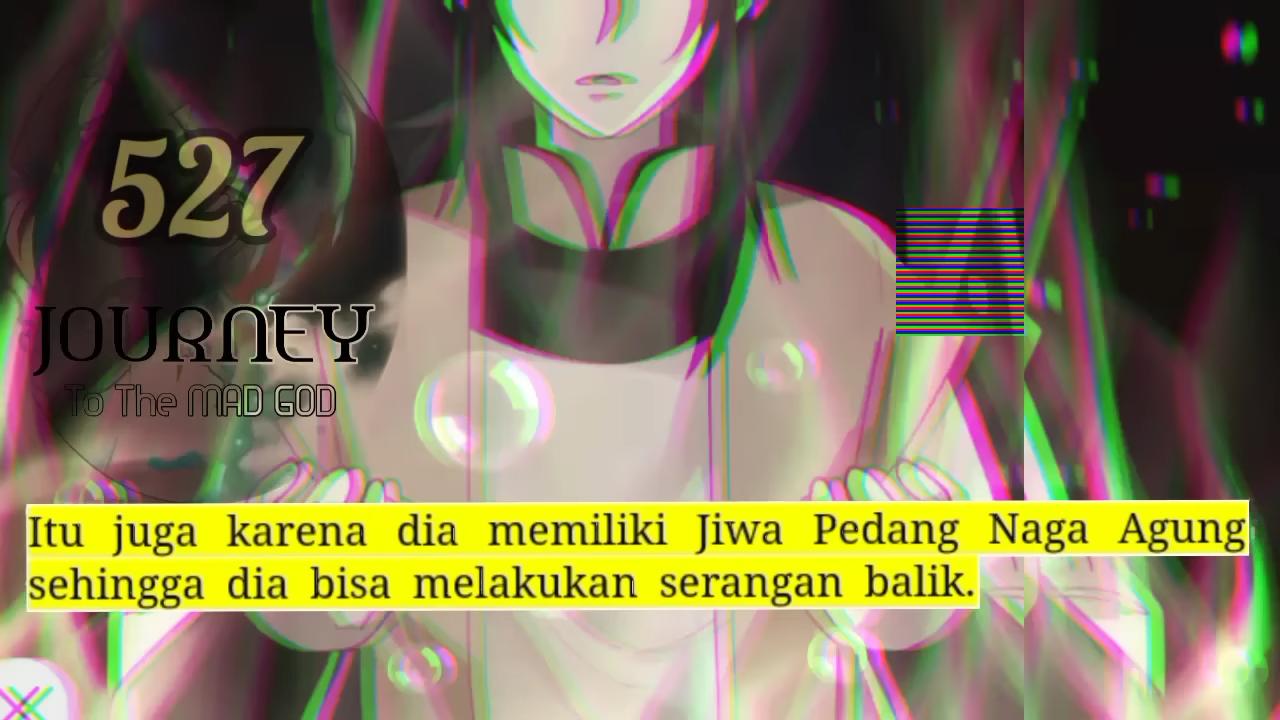 527
JOURNEY
To The MAD GOD
Itu juga karena dia memiliki Jiwa Pedang Naga Agung
sehingga dia bisa melakukan serangan balik.